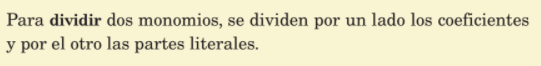 Para dividir dos monomios, se dividen por un lado los coeficientes
y por el otro las partes literales.